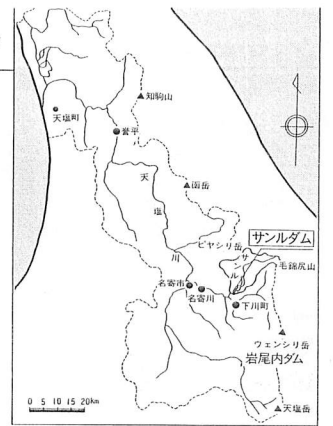 知駒山
天塩町
誉平
函岳
天
塩
川
ピヤシリ岳
サンルダム
サンル
毛鐘尻山
名寄市
名寄川
下川町
ウェンシリ岳
岩尾内ダム
天塩岳
0 5 10 15 20km